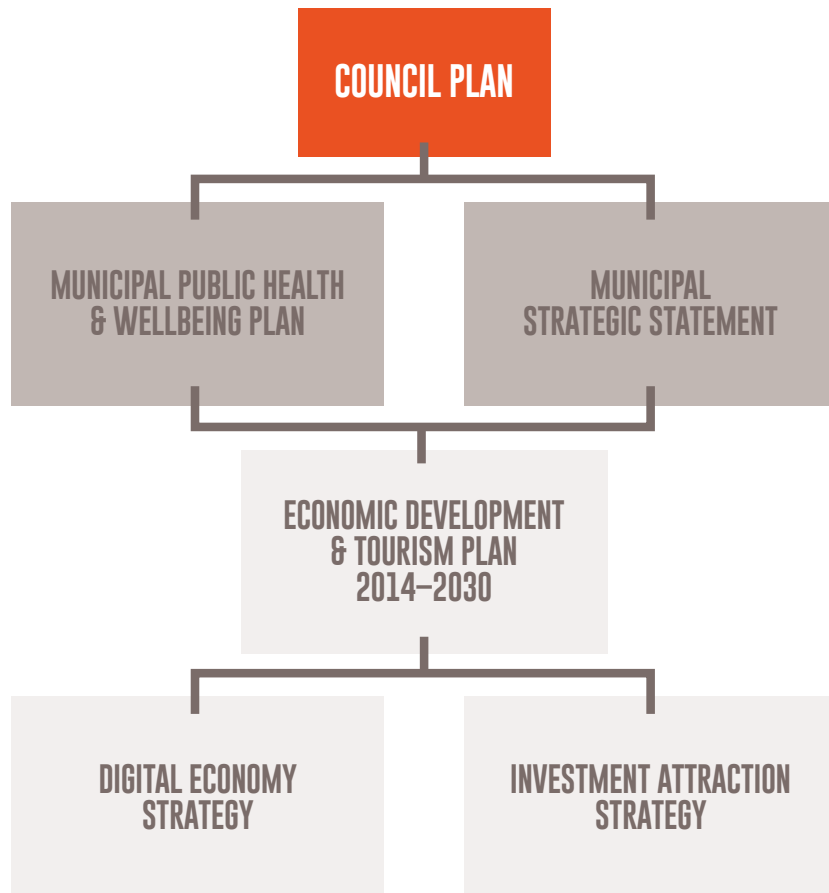 COUNCIL PLAN
MUNICIPAL PUBLIC HEALTH
& WELLBEING PLAN
MUNICIPAL
STRATEGIC STATEMENT
ECONOMIC DEVELOPMENT
& TOURISM PLAN
2014–2030
DIGITAL ECONOMY
STRATEGY
INVESTMENT ATTRACTION
STRATEGY